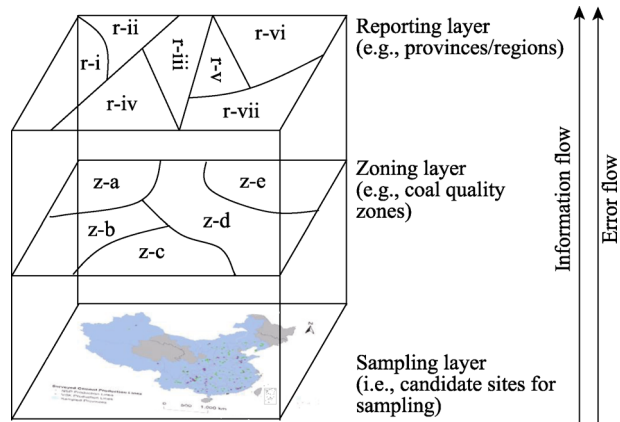 r-i
r-ii
r-iii
r-iv
r-v
r-vi
r-vii
Reporting layer
(e.g., provinces/regions)
z-a
z-b
z-c
z-d
z-e
Zoning layer
(e.g., coal quality
zones)
Sampling layer
(i.e., candidate sites for
sampling)
Information flow
Error flow